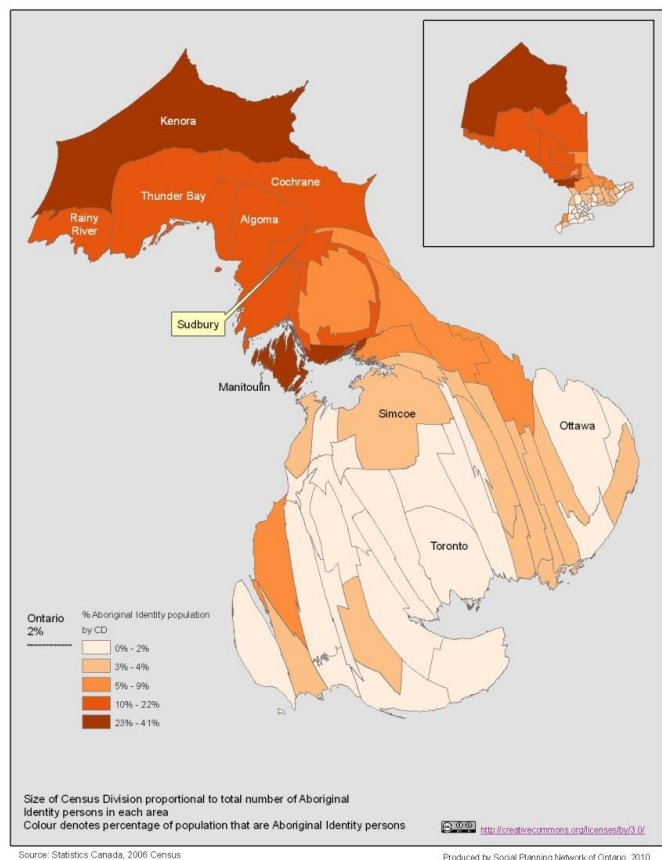 Kenora
Thunder Bay
Cochrane
Rainy
River
Algoma
Sudbury
Manitoulin
Simcoe
Ottawa
Toronto
Ontario
2%
% Aboriginal Identity population
by CD
0% - 2%
3% - 4%
5% - 9%
10% - 22%
23% - 41%
Size of Census Division proportional to total number of Aboriginal
Identity persons in each area
Colour denotes percentage of population that are Aboriginal Identity persons
http://creativecommons.org/licenses/by/3.0/
Source: Statistics Canada, 2006 Census
Produced by Social Planning Network of Ontario, 2010